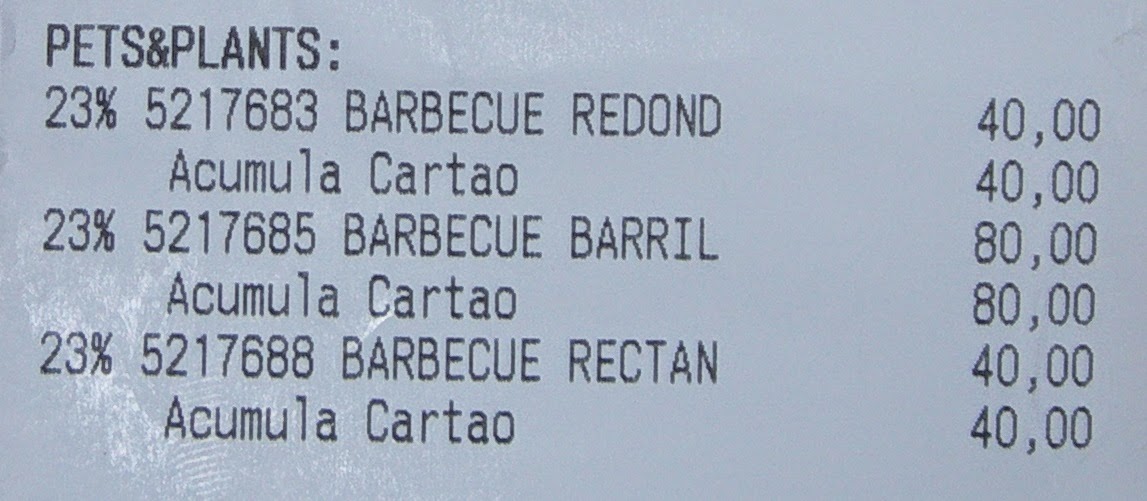 PETS&PLANTS:
23% 5217683 BARBECUE REDOND 40,00
Acumula Cartao 40,00
23% 5217685 BARBECUE BARRIL 80,00
Acumula Cartao 80,00
23% 5217688 BARBECUE RECTAN 40,00
Acumula Cartao 40,00